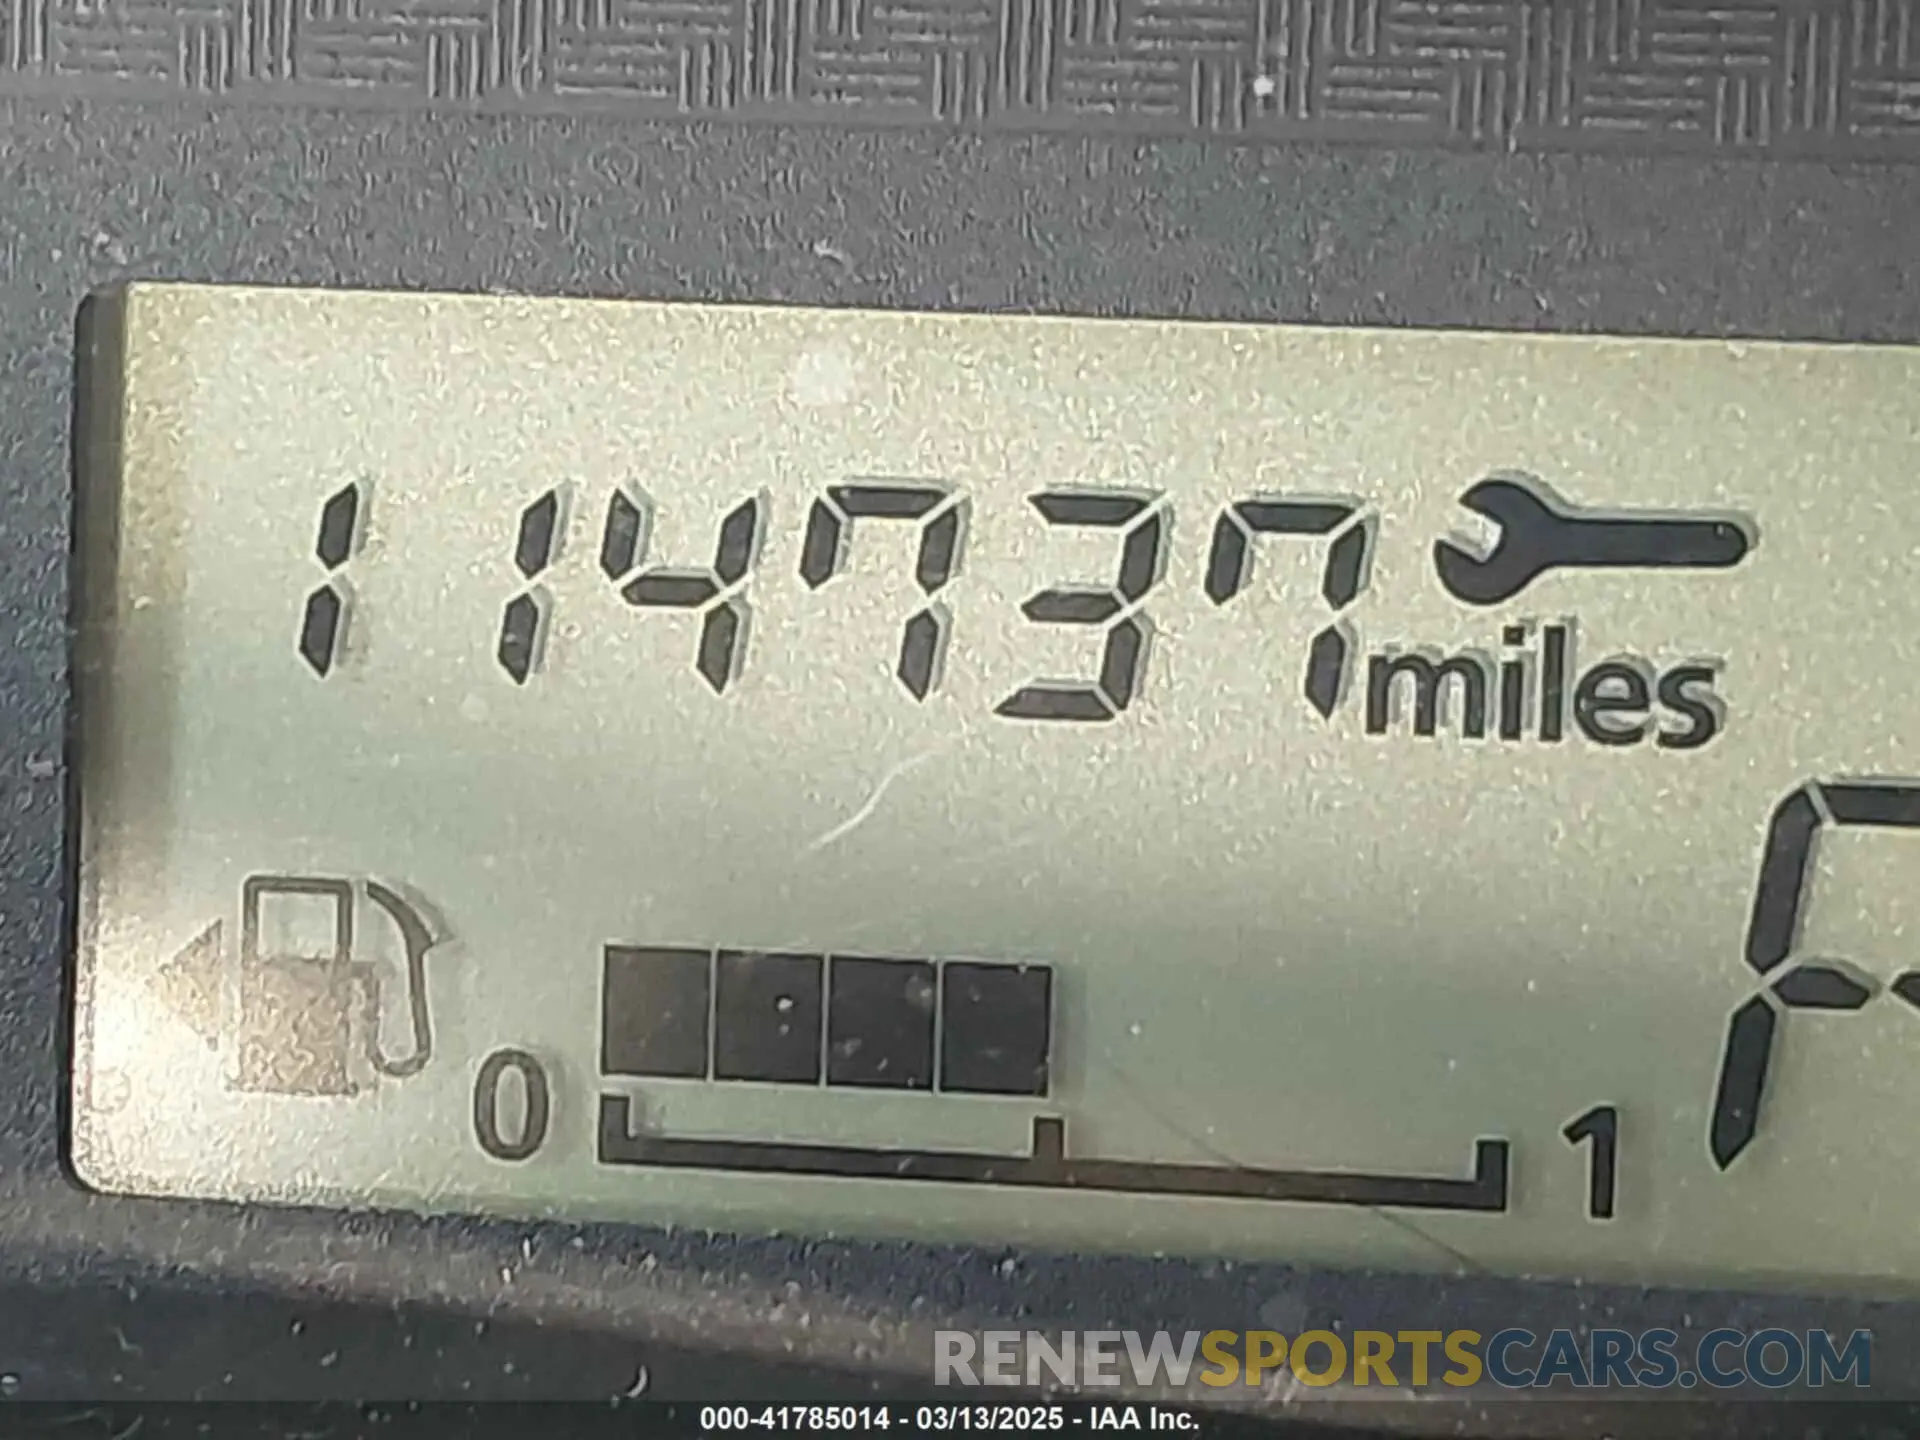 114737
miles
0 1
RENEWSPORTSCARS.COM
000-41785014 - 03/13/2025 - IAA Inc.